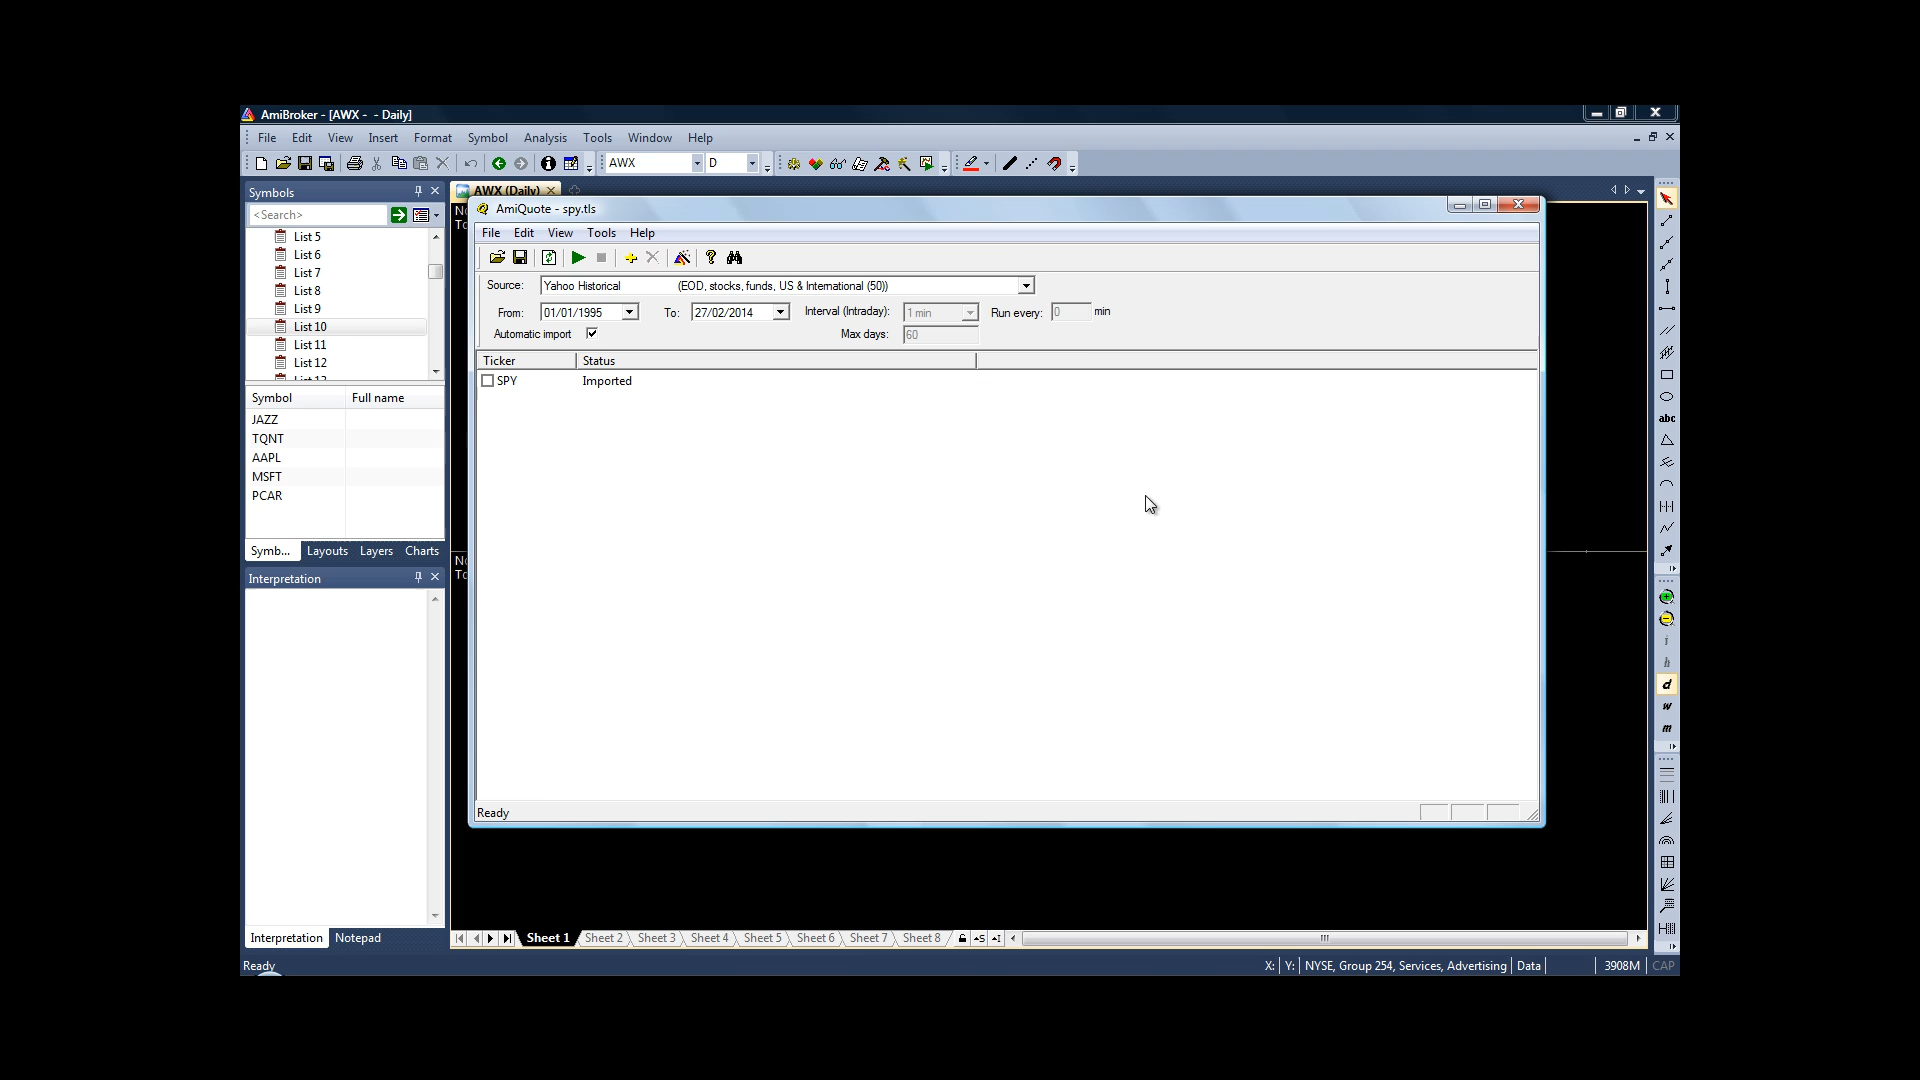 AmiBroker - [AWX - - Daily]
File Edit View Insert Format Symbol Analysis Tools Window Help
AWX D
Symbols
AWX (Daily)
<Search>
List 5
List 6
List 7
List 8
List 9
List 10
List 11
List 12
Symbol Full name
JAZZ
TQNT
AAPL
MSFT
PCAR
Symb... Layouts Layers Charts
Interpretation
Interpretation Notepad
AmiQuote - spy.tls
File Edit View Tools Help
Source: Yahoo Historical (EOD, stocks, funds, US & International (50))
From: 01/01/1995 To: 27/02/2014 Interval (Intraday): 1 min Run every: 0 min
Automatic import Max days: 60
Ticker Status
SPY Imported
Ready
abc
i
h
d
w
m
Sheet 1 Sheet 2 Sheet 3 Sheet 4 Sheet 5 Sheet 6 Sheet 7 Sheet 8
Ready X: Y: NYSE, Group 254, Services, Advertising Data 3908M CAP